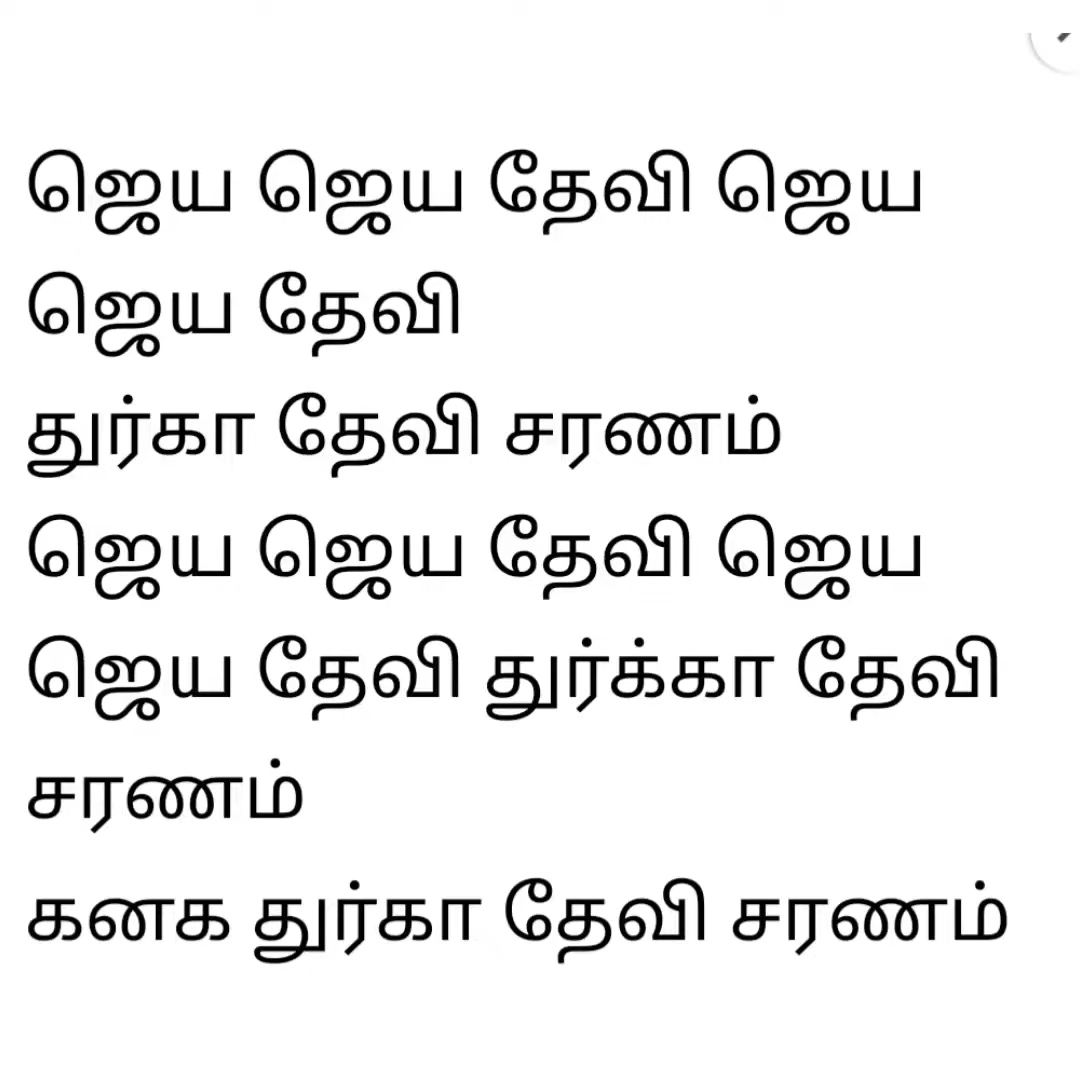 ஜெய ஜெய தேவி ஜெய
ஜெய தேவி
துர்கா தேவி சரணம்
ஜெய ஜெய தேவி ஜெய
ஜெய தேவி துர்க்கா தேவி
சரணம்
கனக துர்கா தேவி சரணம்